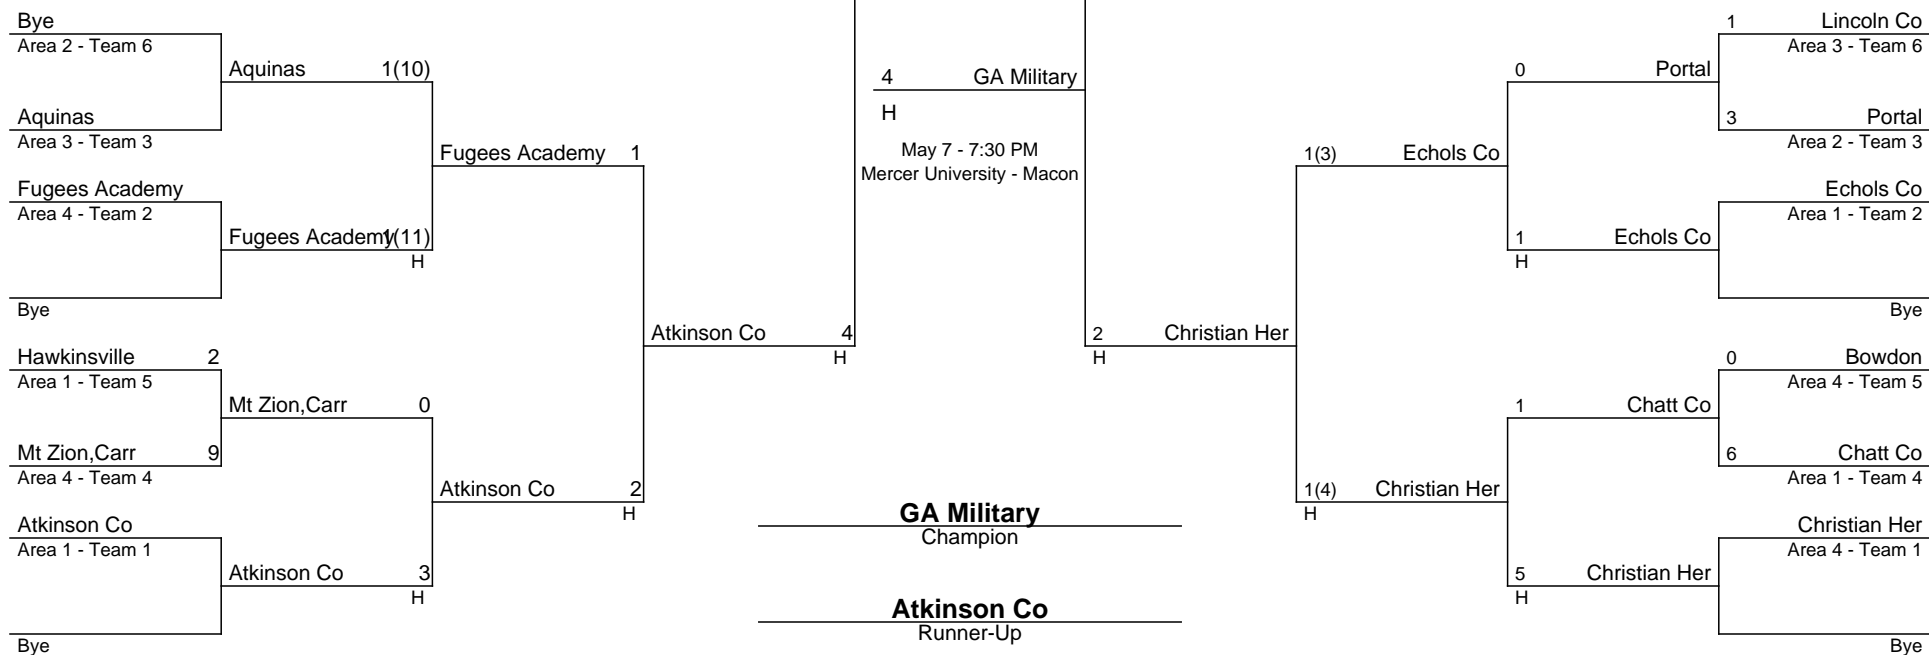 Bye
Area 2 - Team 6
Aquinas 1(10)
Aquinas
Area 3 - Team 3
Fugees Academy 1
Fugees Academy
Area 4 - Team 2
Fugees Academy 1(11)
H
Bye
Hawkinsville 2
Area 1 - Team 5
Mt Zion,Carr 0
Mt Zion,Carr 9
Area 4 - Team 4
Atkinson Co 2
H
Atkinson Co
Area 1 - Team 1
Atkinson Co 3
H
Bye
Atkinson Co 4
H
4 GA Military
H
May 7 - 7:30 PM
Mercer University - Macon
GA Military
Champion
Atkinson Co
Runner-Up
2 Christian Her
H
1(3) Echols Co
0 Portal
1 Lincoln Co
Area 3 - Team 6
3 Portal
Area 2 - Team 3
Echols Co
Area 1 - Team 2
1 Echols Co
H
Bye
0 Bowdon
Area 4 - Team 5
1 Chatt Co
6 Chatt Co
Area 1 - Team 4
1(4) Christian Her
H
Christian Her
Area 4 - Team 1
5 Christian Her
H
Bye